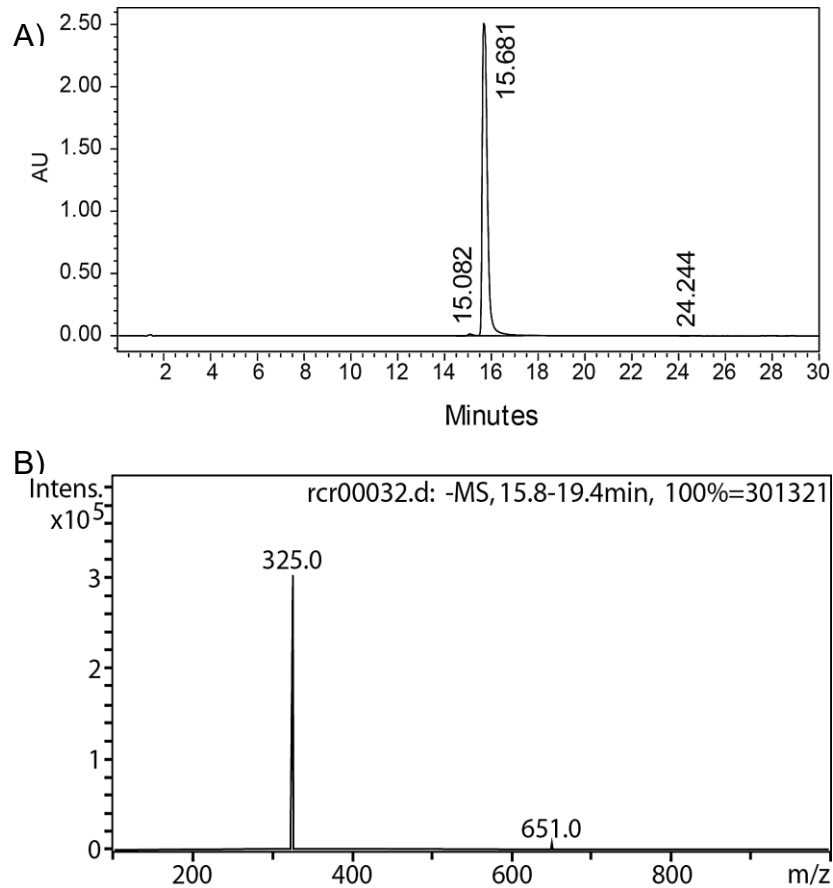 A)
2.50
2.00
1.50
1.00
0.50
0.00
AU
15.082
15.681
24.244
2 4 6 8 10 12 14 16 18 20 22 24 26 28 30
Minutes
B)
Intens.
x10⁵
rcr00032.d: -MS, 15.8-19.4min, 100%=301321
325.0
3
2
1
651.0
0
200 400 600 800 m/z